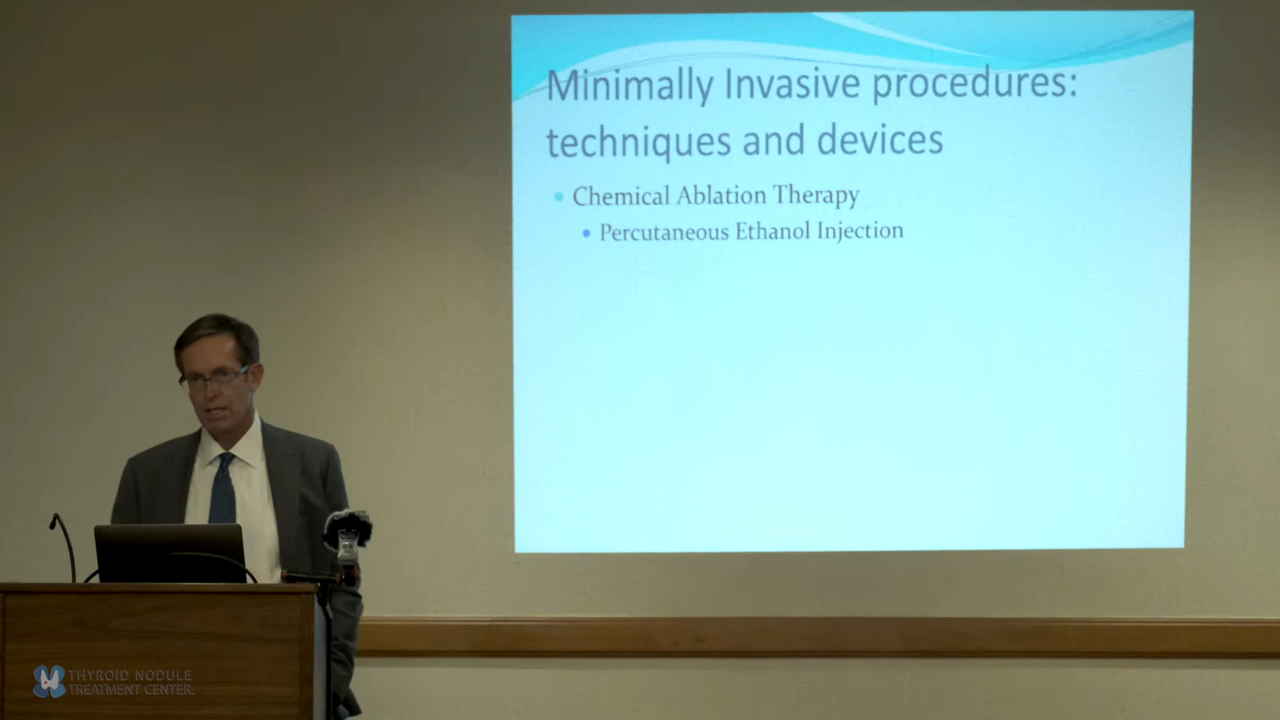 Minimally Invasive procedures:
techniques and devices
Chemical Ablation Therapy
Percutaneous Ethanol Injection
THYROID NODULE
TREATMENT CENTER.